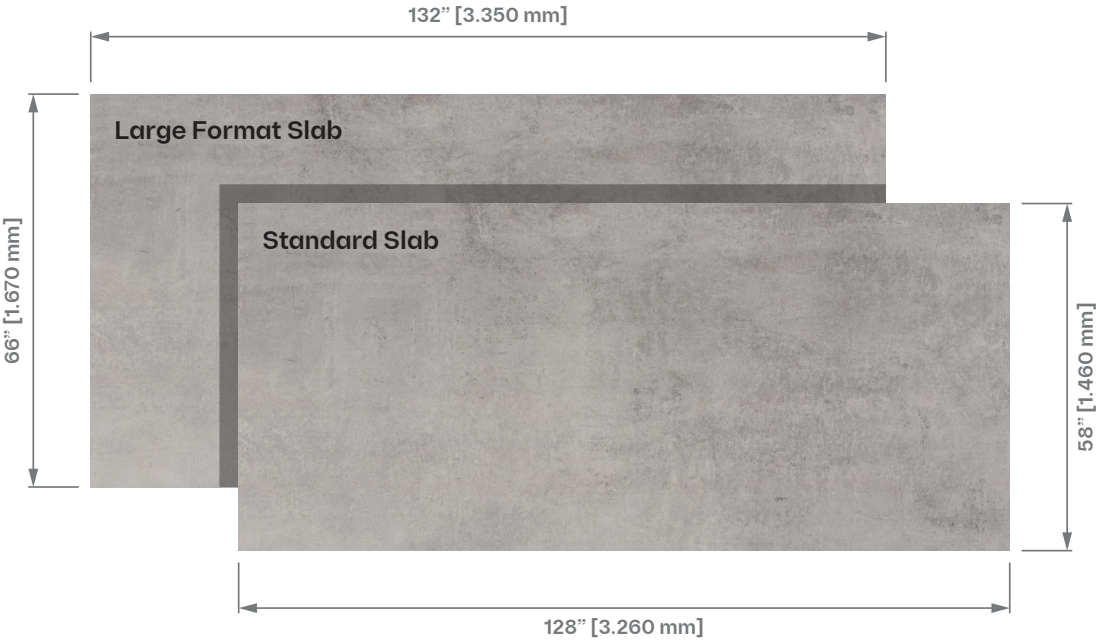 132” [3.350 mm]
Large Format Slab
66” [1.670 mm]
Standard Slab
58” [1.460 mm]
128” [3.260 mm]